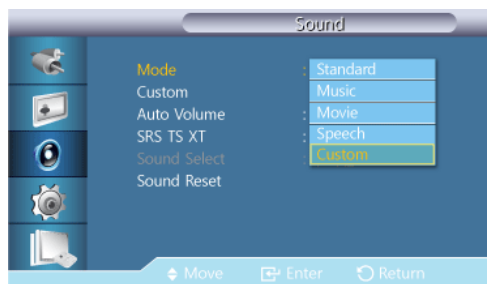 Sound
Mode : Standard
Custom Music
Auto Volume : Movie
SRS TS XT : Speech
Sound Select : Custom
Sound Reset
Move Enter Return